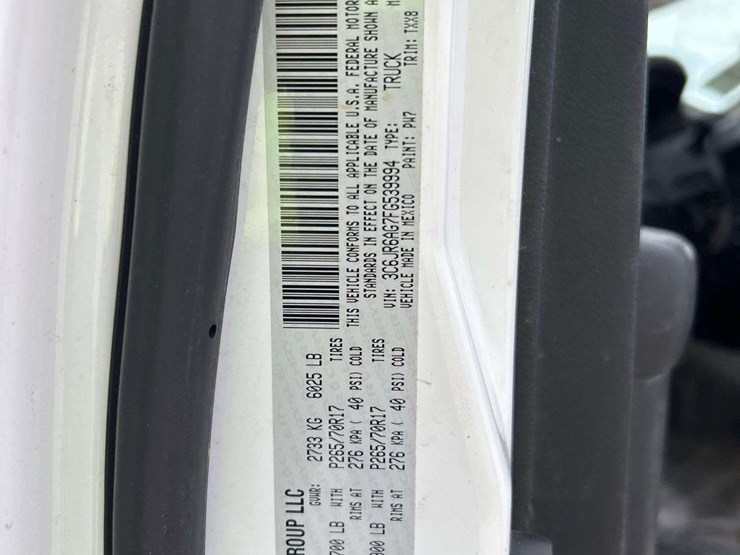 ROUP LLC
GVWR: 2733 KG 6025 LB
700 LB WITH P265/70R17 TIRES
RIMS AT 276 KPA ( 40 PSI) COLD
900 LB WITH P265/70R17 TIRES
RIMS AT 276 KPA ( 40 PSI) COLD
THIS VEHICLE CONFORMS TO ALL APPLICABLE U.S.A. FEDERAL MOTOR
STANDARDS IN EFFECT ON THE DATE OF MANUFACTURE SHOWN A
VIN: 3C6JR6AG7FG539994 TYPE: TRUCK M
VEHICLE MADE IN MEXICO PAINT: PW7 TRIM: TXX8